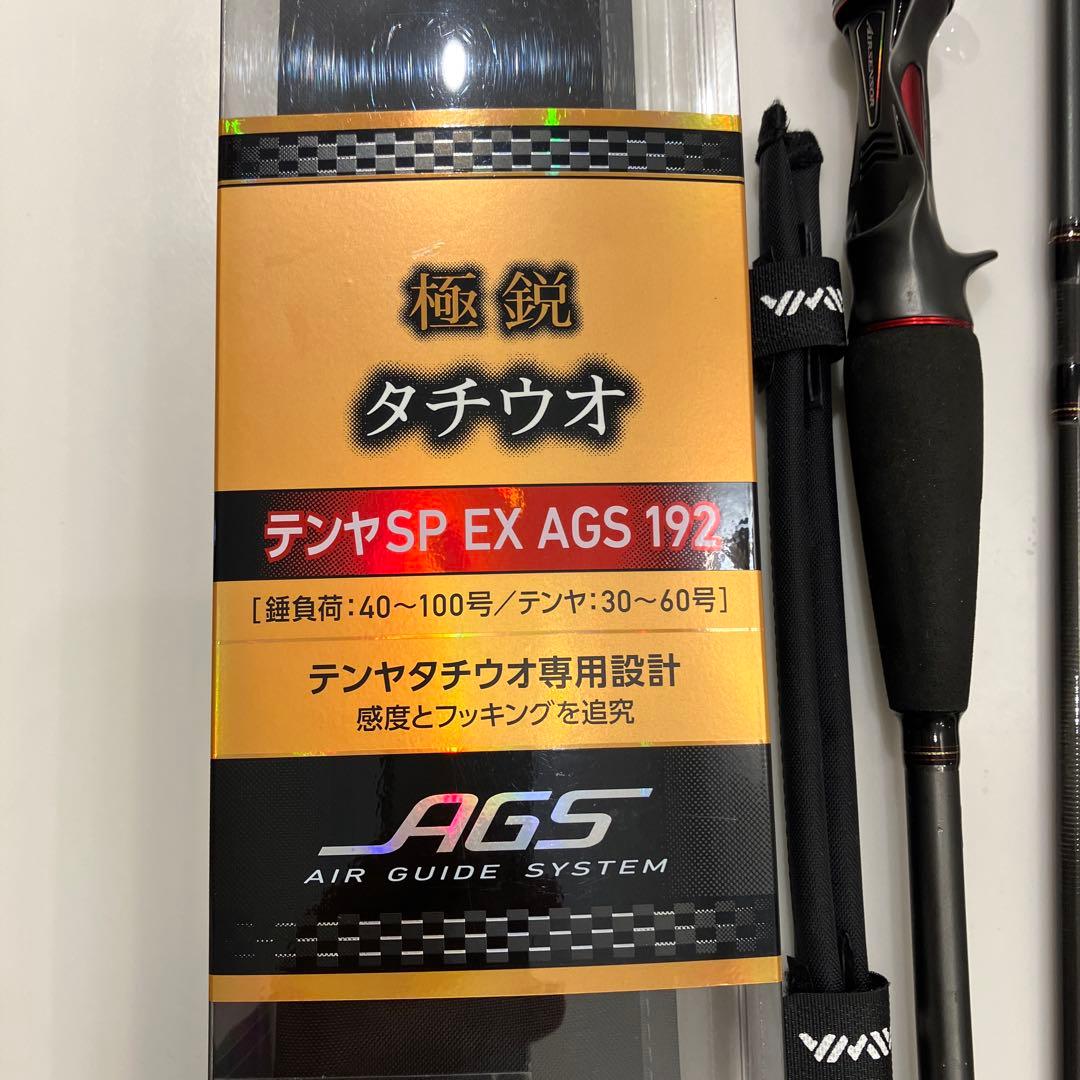 極鋭
タチウオ
テンヤSP EX AGS 192
[錘負荷:40〜100号/テンヤ:30〜60号]
テンヤタチウオ専用設計
感度とフッキングを追究
AGS
AIR GUIDE SYSTEM
AIRSENSOR